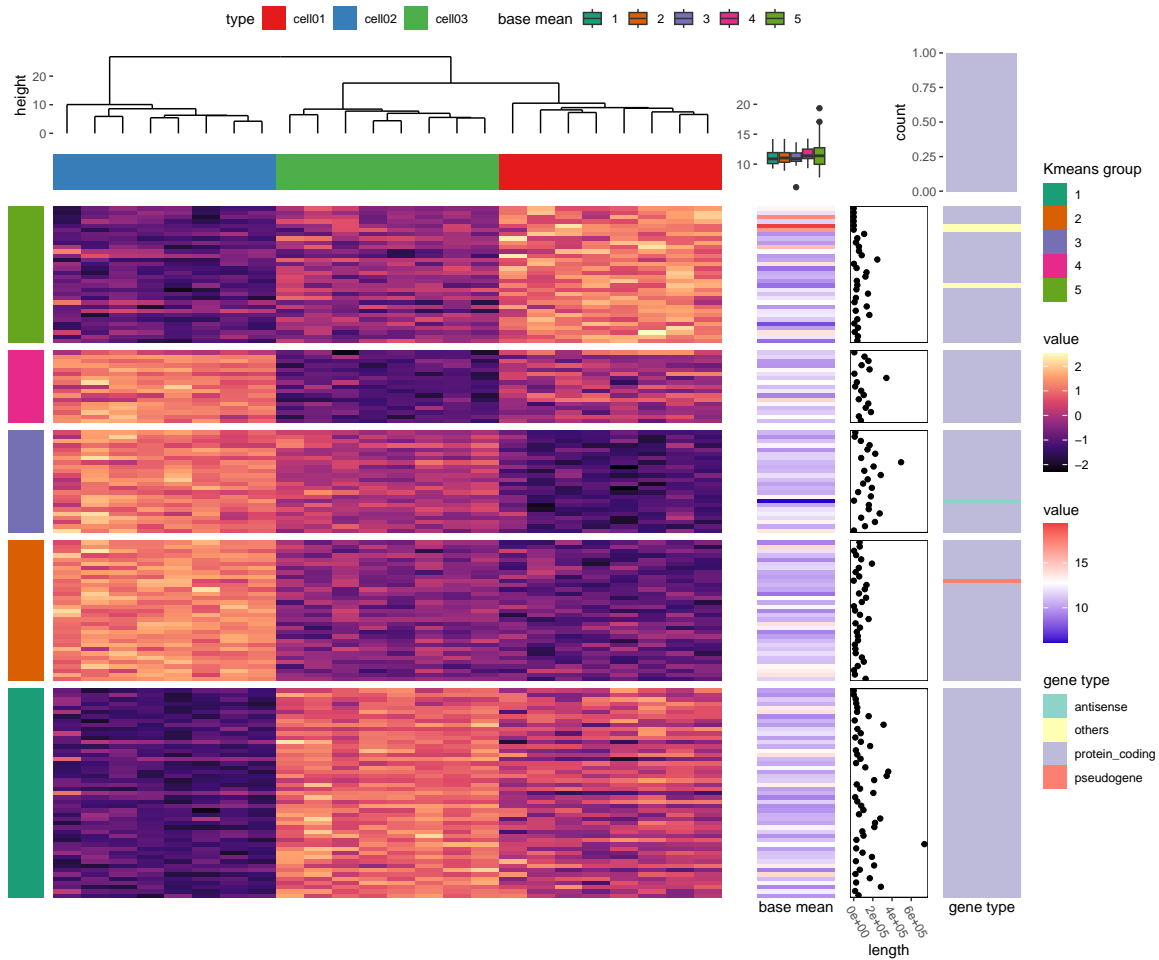 type cell01 cell02 cell03 base mean 1 2 3 4 5
height
20
10
0
20
15
10
count
1.00
0.75
0.50
0.25
0.00
Kmeans group
1
2
3
4
5
value
2
1
0
−1
−2
value
15
10
gene type
antisense
others
protein_coding
pseudogene
base mean
0e+00
2e+05
4e+05
6e+05
length
gene type